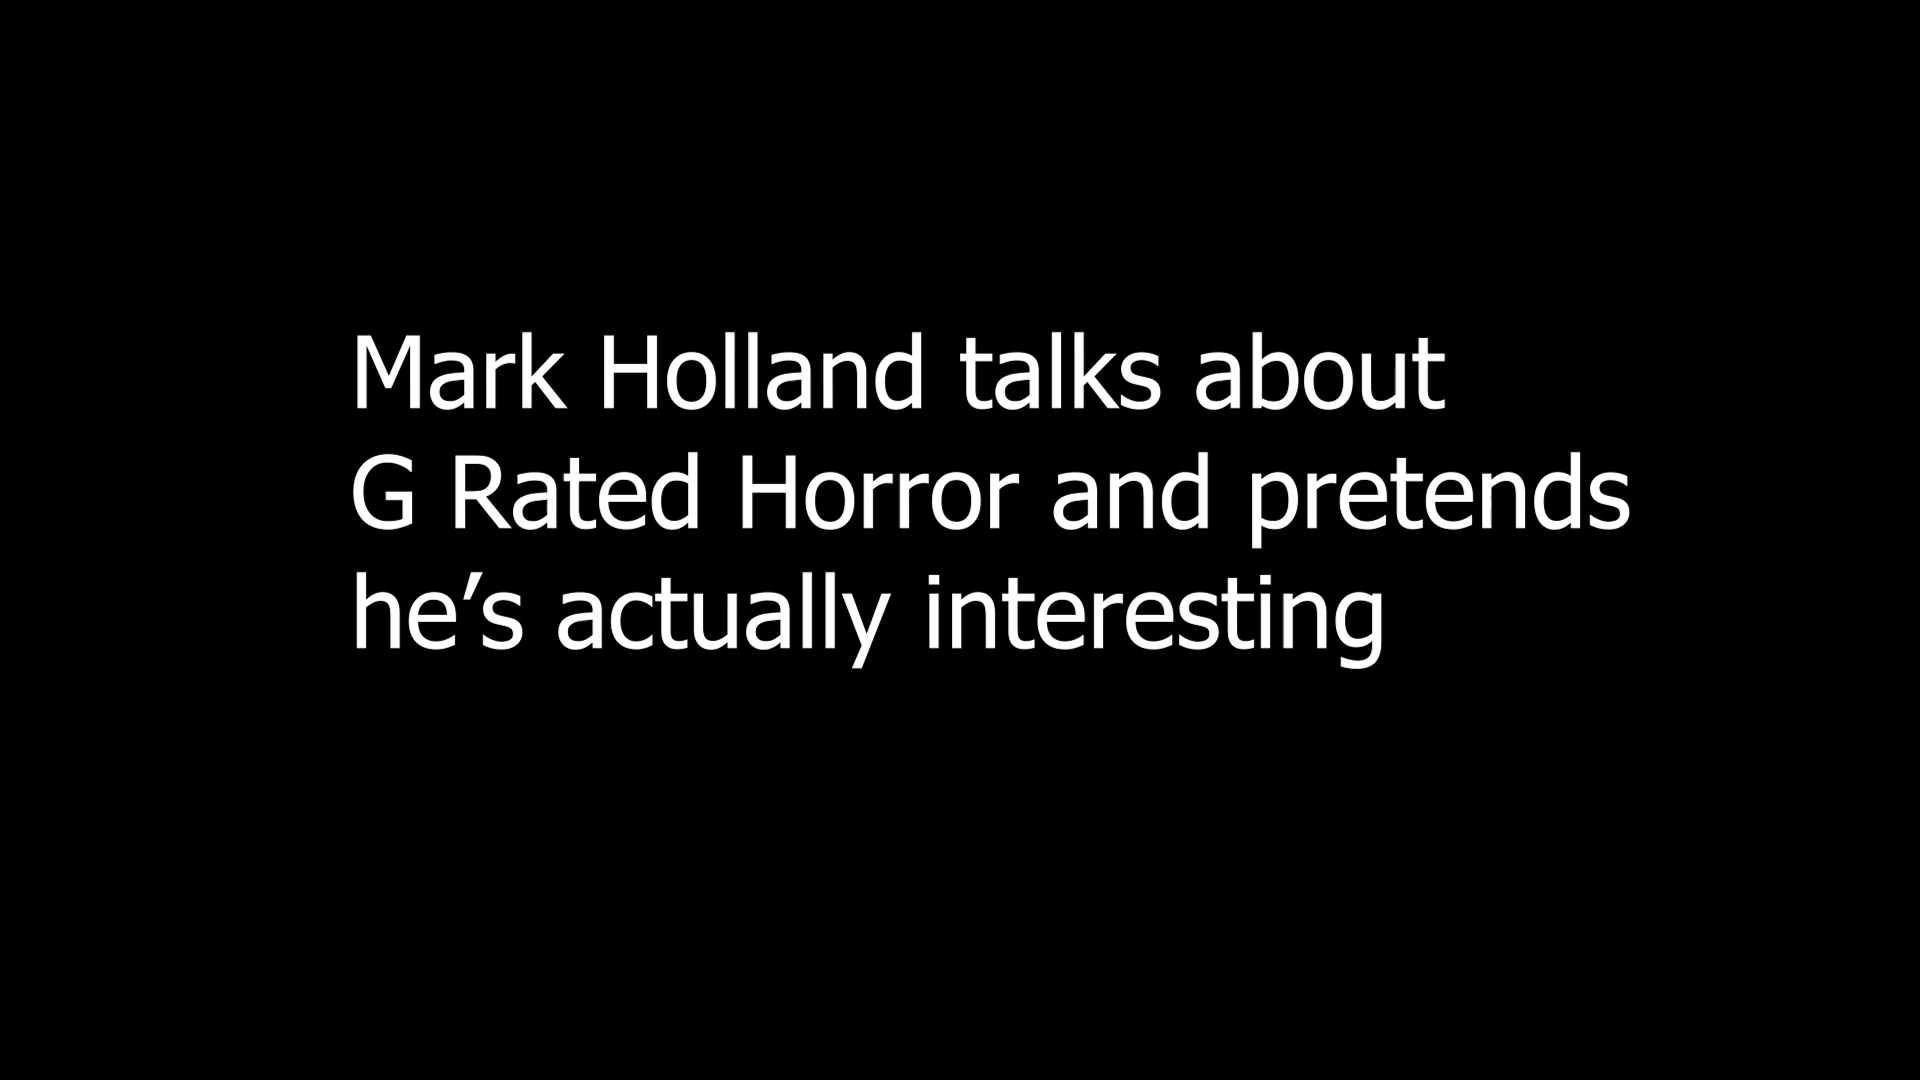 Mark Holland talks about
G Rated Horror and pretends
he’s actually interesting